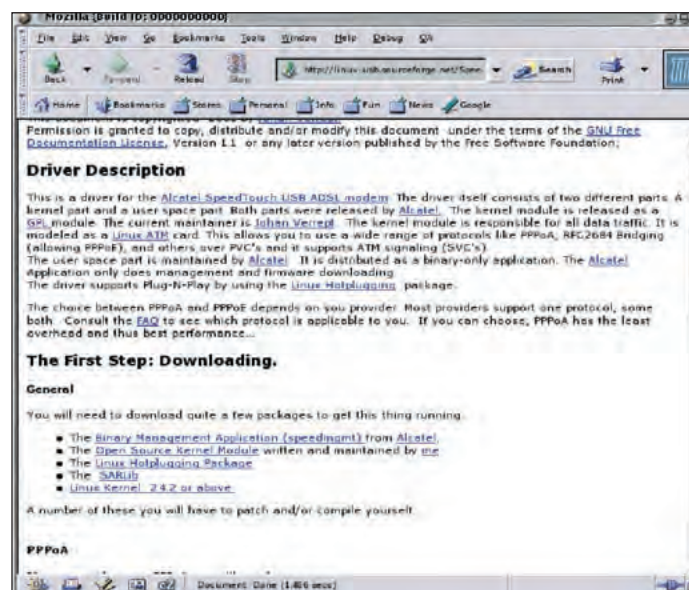 Mozilla {Build ID: 0000000000}
File Edit View Go Bookmarks Tools Window Help Debug QA
Back Forward Reload Stop http://linux-usb.sourceforge.net/Spee Search Print
Home Bookmarks Stores Personal Info Fun News Google
This document is copyrighted
Permission is granted to copy, distribute and/or modify this document under the terms of the GNU Free
Documentation License, Version 1.1 or any later version published by the Free Software Foundation;
Driver Description
This is a driver for the Alcatel SpeedTouch USB ADSL modem. The driver itself consists of two different parts. A
kernel part and a user space part. Both parts were released by Alcatel. The kernel module is released as a
GPL module. The current maintainer is Johan Verrept. The kernel module is responsible for all data traffic. It is
modeled as a Linux ATM card. This allows you to use a wide range of protocols like PPPoA, RFC2684 Bridging
(allowing PPPoE), and others over PVC's and it supports ATM signaling (SVC's).
The user space part is maintained by Alcatel. It is distributed as a binary-only application. The Alcatel
Application only does management and firmware downloading
The driver supports Plug-N-Play by using the Linux Hotplugging package.
The choice between PPPoA and PPPoE depends on you provider. Most providers support one protocol, some
both. Consult the FAQ to see which protocol is applicable to you. If you can choose, PPPoA has the least
overhead and thus best performance...
The First Step: Downloading.
General
You will need to download quite a few packages to get this thing running.
The Binary Management Application (speedmgmt) from Alcatel.
The Open Source Kernel Module written and maintained by me
The Linux Hotplugging Package
The SARLib
Linux Kernel 2.4.2 or above
A number of these you will have to patch and/or compile yourself.
PPPoA
Document: Done (1.486 secs)